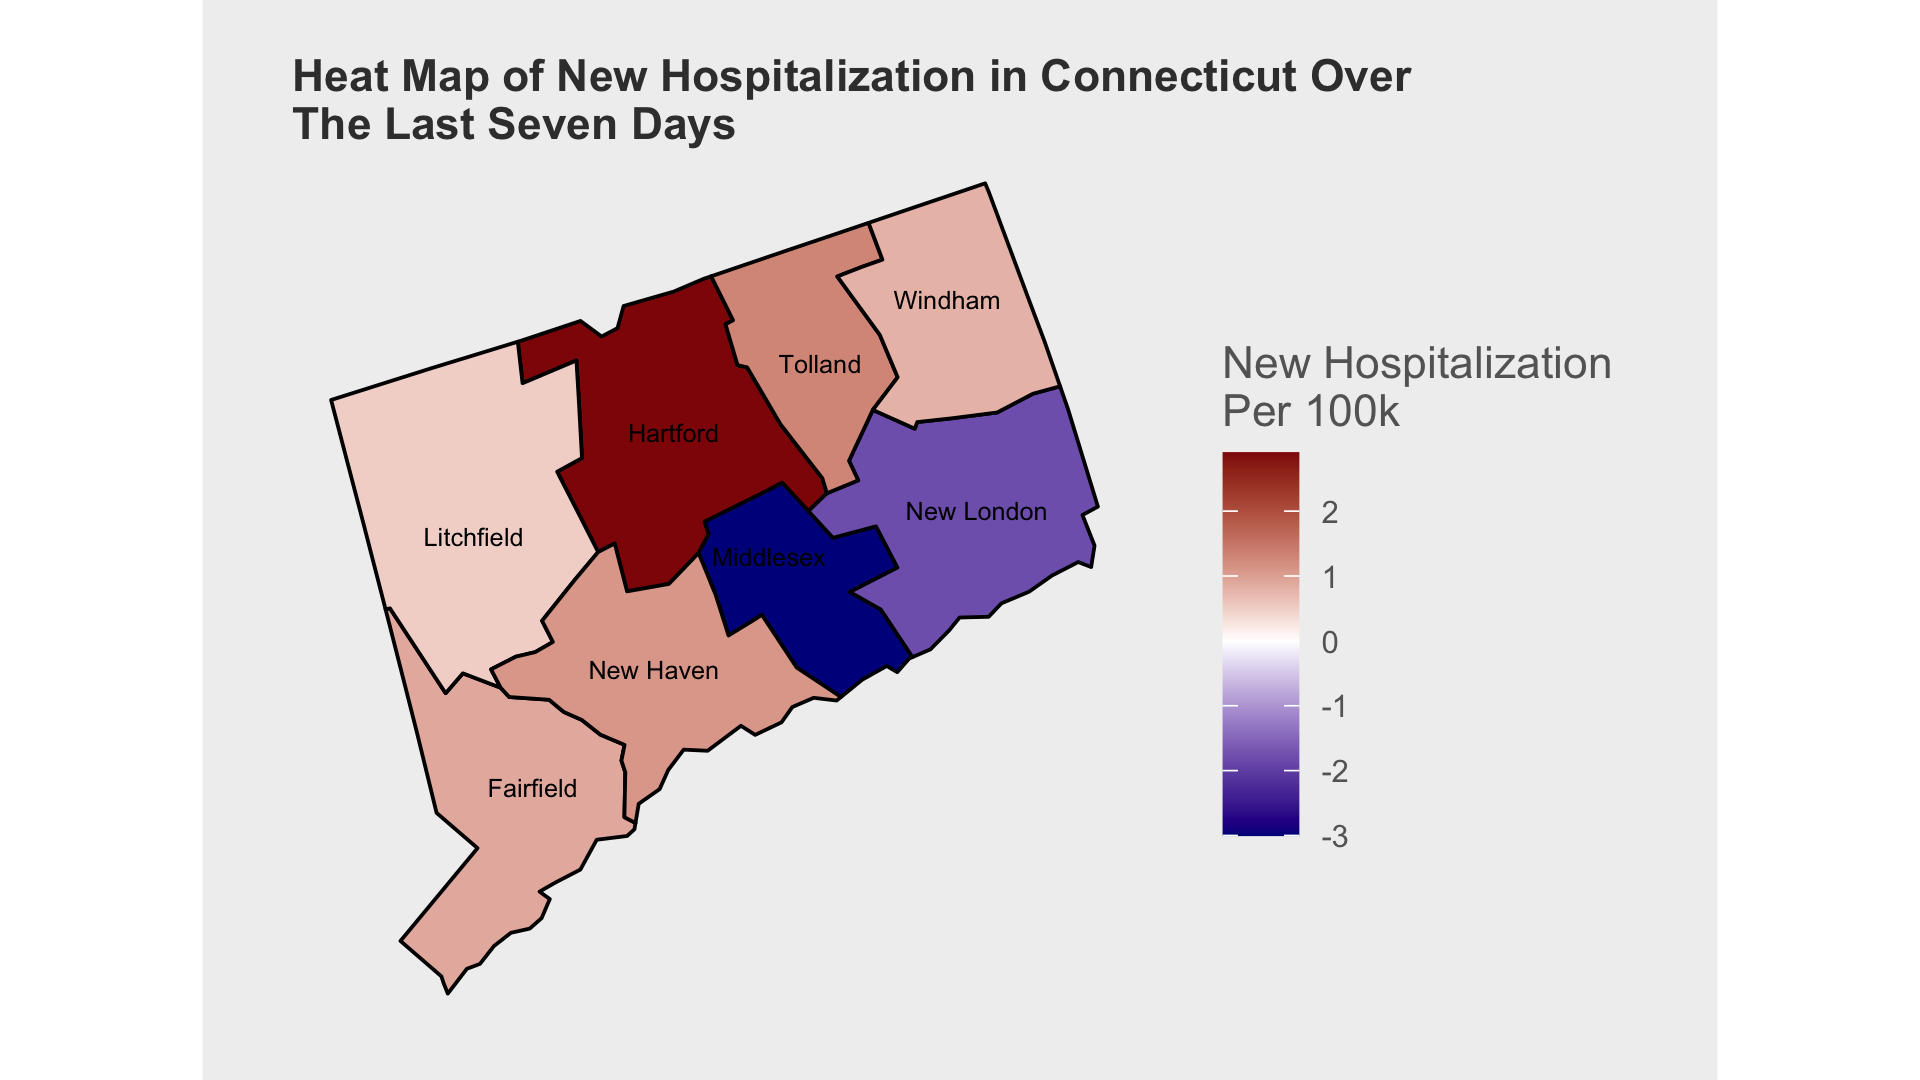 Heat Map of New Hospitalization in Connecticut Over
The Last Seven Days
Windham
Tolland
Hartford
New London
Litchfield
Middlesex
New Haven
Fairfield
New Hospitalization
Per 100k
2
1
0
-1
-2
-3